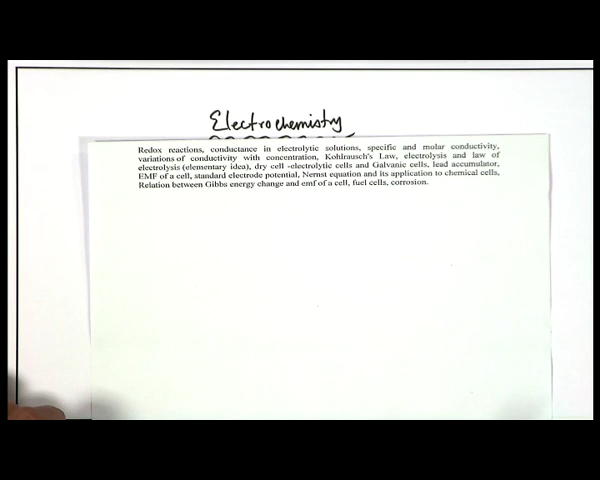 Electrochemistry
Redox reactions, conductance in electrolytic solutions, specific and molar conductivity,
variations of conductivity with concentration, Kohlrausch's Law, electrolysis and law of
electrolysis (elementary idea), dry cell -electrolytic cells and Galvanic cells, lead accumulator,
EMF of a cell, standard electrode potential, Nernst equation and its application to chemical cells,
Relation between Gibbs energy change and emf of a cell, fuel cells, corrosion.